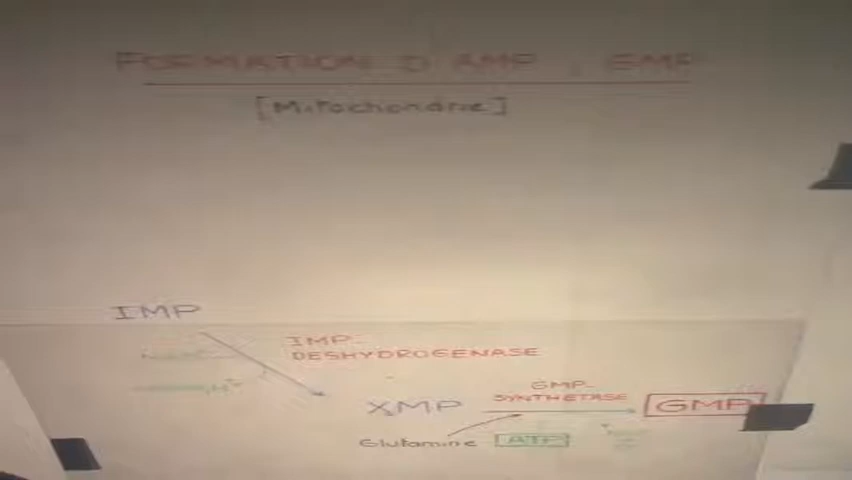 FORMATION D AMP, GMP
[Mitochondrie]
IMP
IMP-
DESHYDROGENASE
H+
XMP
GMP-
SYNTHETASE
GMP
Glutamine
ATP